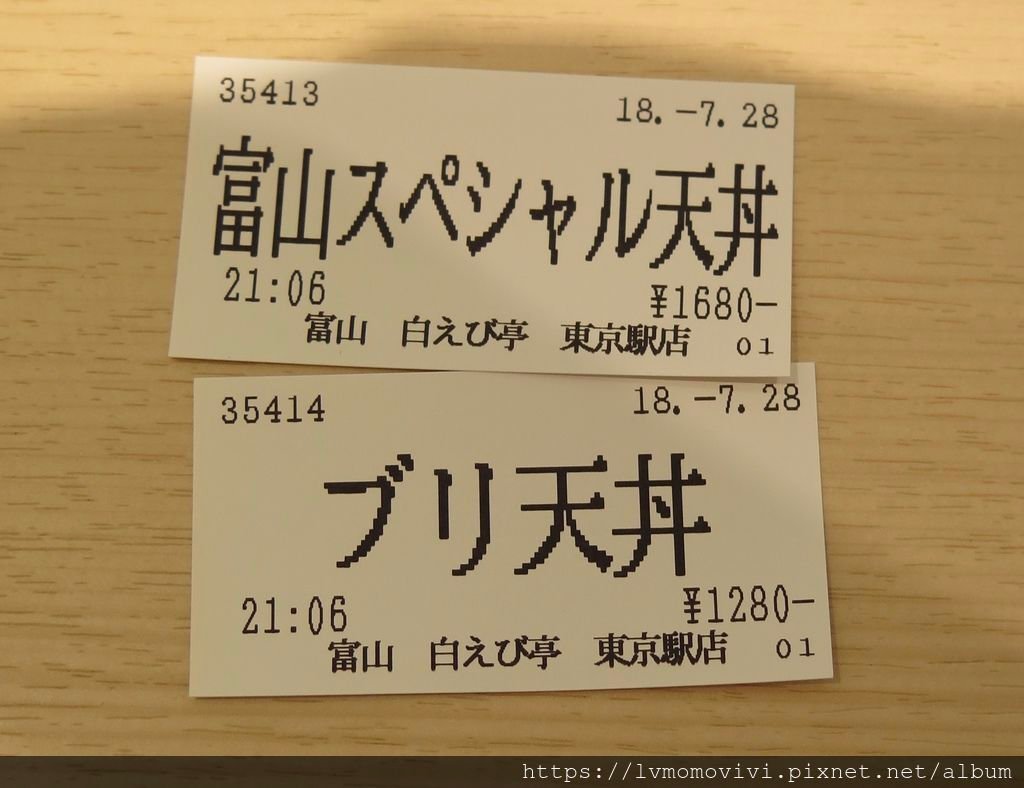 35413
18.-7.28
富山スペシャル天丼
21:06
¥1680-
富山 白えび亭 東京駅店 01
35414
18.-7.28
ブリ天丼
21:06
¥1280-
富山 白えび亭 東京駅店 01
https://lvmomovivi.pixnet.net/album